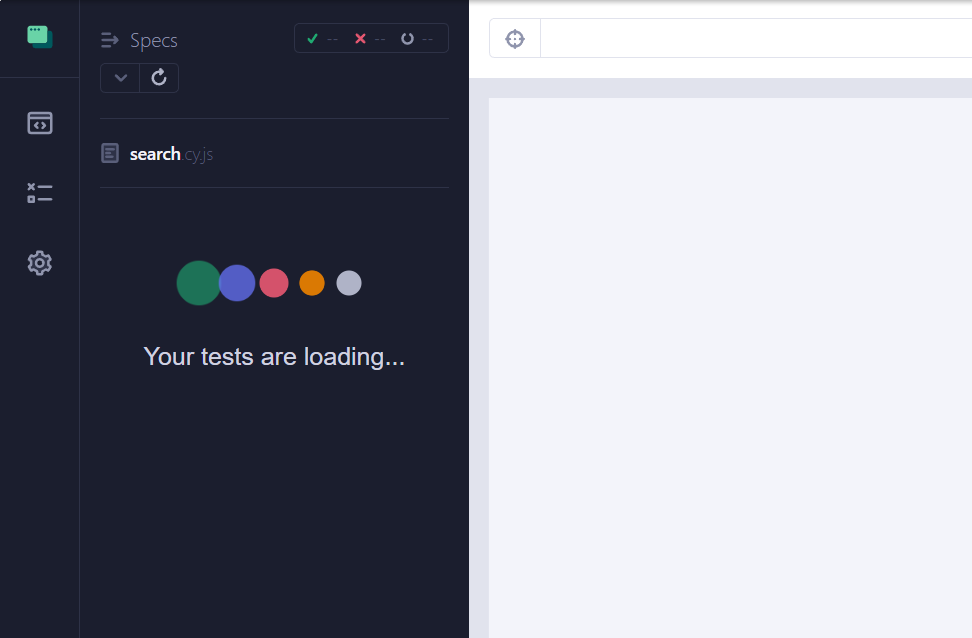 Specs
-- -- --
search.cy.js
Your tests are loading...